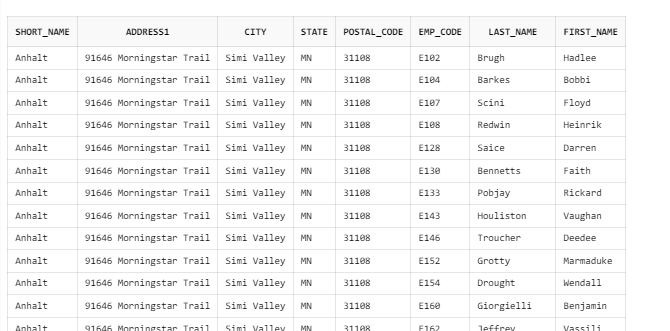 SHORT_NAME ADDRESS1 CITY STATE POSTAL_CODE EMP_CODE LAST_NAME FIRST_NAME
Anhalt 91646 Morningstar Trail Simi Valley MN 31108 E102 Brugh Hadlee
Anhalt 91646 Morningstar Trail Simi Valley MN 31108 E104 Barkes Bobbi
Anhalt 91646 Morningstar Trail Simi Valley MN 31108 E107 Scini Floyd
Anhalt 91646 Morningstar Trail Simi Valley MN 31108 E108 Redwin Heinrik
Anhalt 91646 Morningstar Trail Simi Valley MN 31108 E128 Saice Darren
Anhalt 91646 Morningstar Trail Simi Valley MN 31108 E130 Bennetts Faith
Anhalt 91646 Morningstar Trail Simi Valley MN 31108 E133 Pobjay Rickard
Anhalt 91646 Morningstar Trail Simi Valley MN 31108 E143 Houliston Vaughan
Anhalt 91646 Morningstar Trail Simi Valley MN 31108 E146 Troucher Deedee
Anhalt 91646 Morningstar Trail Simi Valley MN 31108 E152 Grotty Marmaduke
Anhalt 91646 Morningstar Trail Simi Valley MN 31108 E154 Drought Wendall
Anhalt 91646 Morningstar Trail Simi Valley MN 31108 E160 Giorgielli Benjamin
Anhalt 91646 Morningstar Trail Simi Valley MN 31108 E162 Jeffrey Vassili